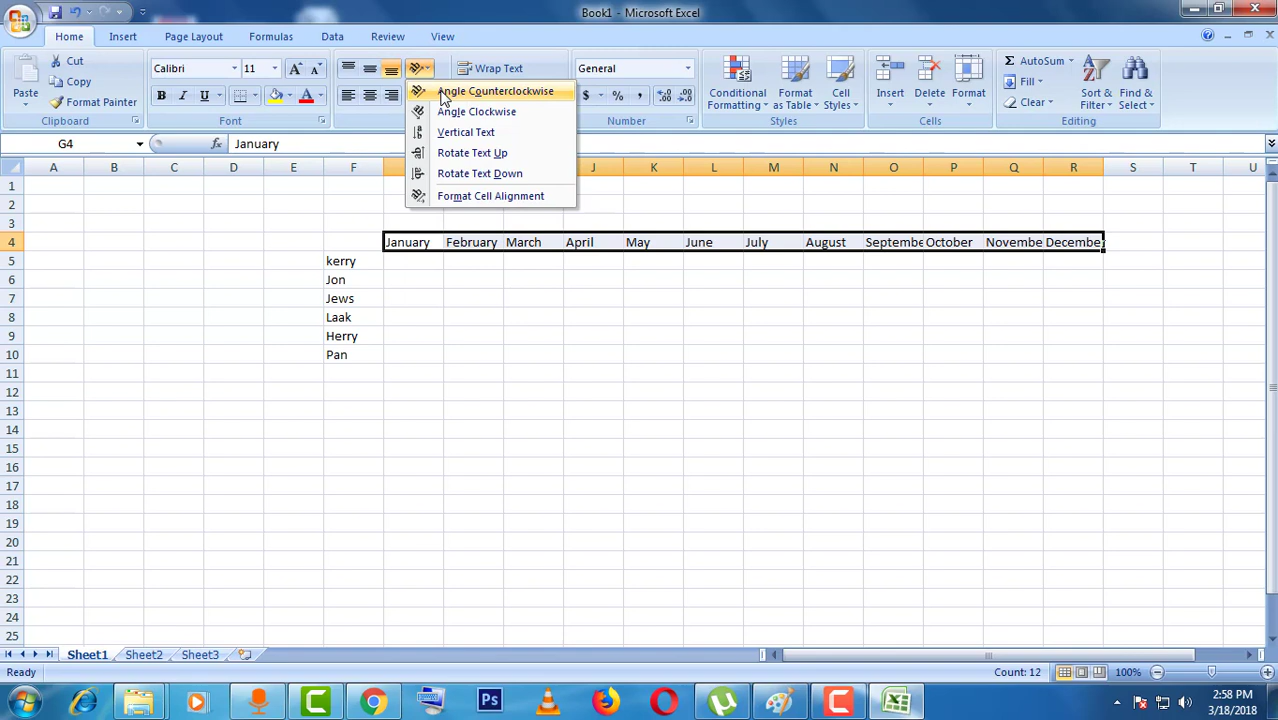 Book1 - Microsoft Excel
Home Insert Page Layout Formulas Data Review View
Paste
Cut
Copy
Format Painter
Clipboard
Calibri 11
B I U
Font
Wrap Text
General
$ % ,
Number
Conditional Formatting
Format as Table
Cell Styles
Styles
Insert Delete Format
Cells
Σ AutoSum
Fill
Clear
Sort & Filter
Find & Select
Editing
Angle Counterclockwise
Angle Clockwise
Vertical Text
Rotate Text Up
Rotate Text Down
Format Cell Alignment
G4 fx January
A B C D E F J K L M N O P Q R S T U
1
2
3
4 January February March April May June July August Septembe October Novembe December
5 kerry
6 Jon
7 Jews
8 Laak
9 Herry
10 Pan
11
12
13
14
15
16
17
18
19
20
21
22
23
24
25
Sheet1 Sheet2 Sheet3
Ready Count: 12 100%
Ps
2:58 PM
3/18/2018